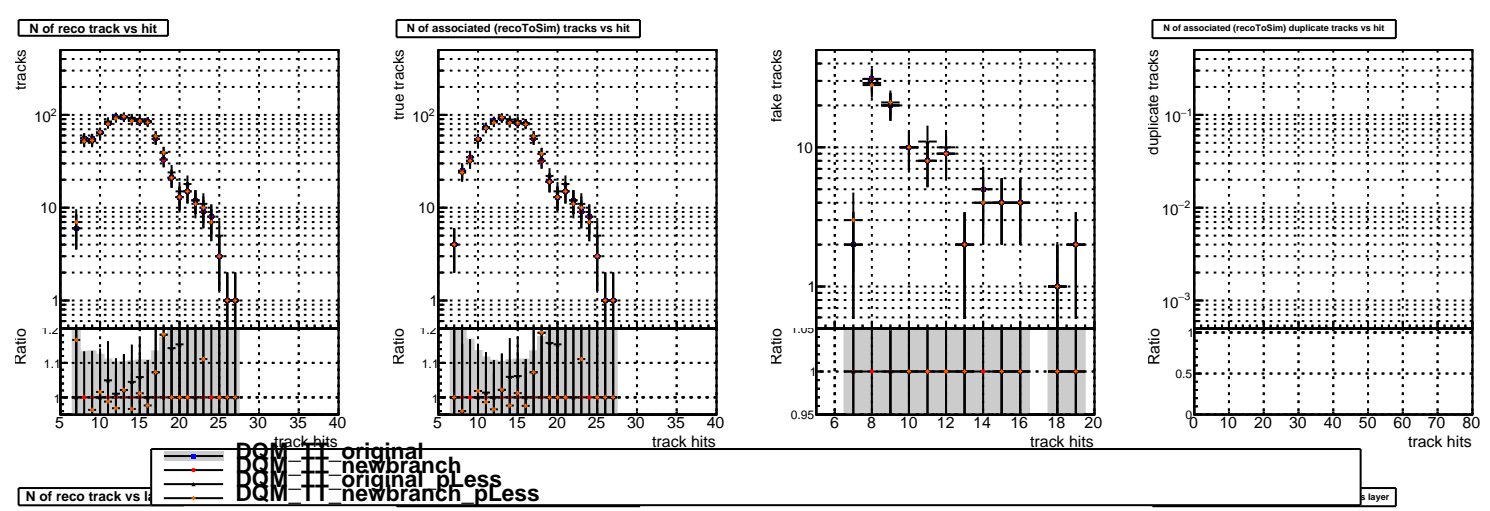 N of reco track vs hit
N of associated (recoToSim) tracks vs hit
N of associated (recoToSim) duplicate tracks vs hit
tracks
10²
10
1
Ratio
1.2
1.1
1
5 10 15 20 25 30 35 40
track hits
true tracks
10²
10
1
Ratio
1.2
1.1
1
5 10 15 20 25 30 35 40
track hits
fake tracks
10
1
Ratio
1.05
1
0.95
6 8 10 12 14 16 18 20
track hits
duplicate tracks
10⁻¹
10⁻²
10⁻³
Ratio
1
0.5
0
0 10 20 30 40 50 60 70 80
track hits
DQM_TT_original
DQM_TT_newbranch
DQM_TT_original_pLess
DQM_TT_newbranch_pLess
N of reco track vs la
s layer